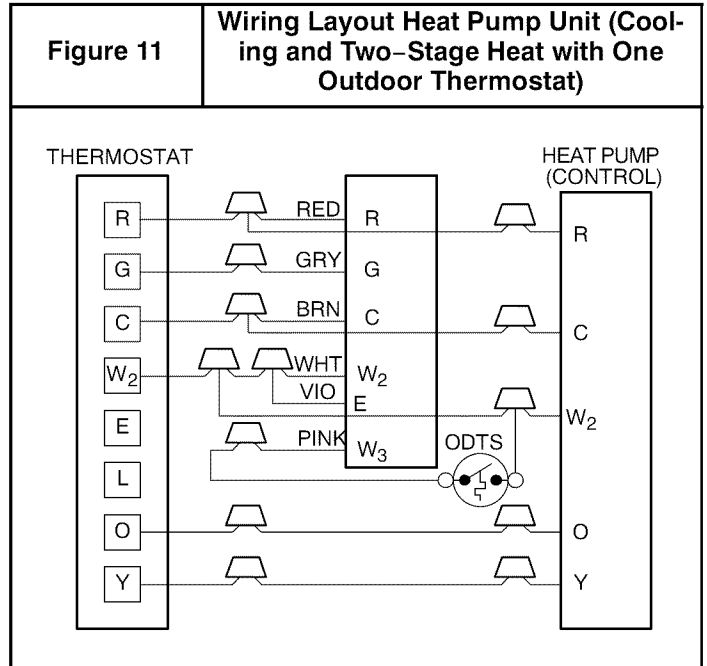 Figure 11
Wiring Layout Heat Pump Unit (Cool-
ing and Two−Stage Heat with One
Outdoor Thermostat)
THERMOSTAT
HEAT PUMP
(CONTROL)
R RED R R
G GRY G
C BRN C C
W2 WHT W2 W2
VIO E
E PINK W3 ODTS
L
O O
Y Y